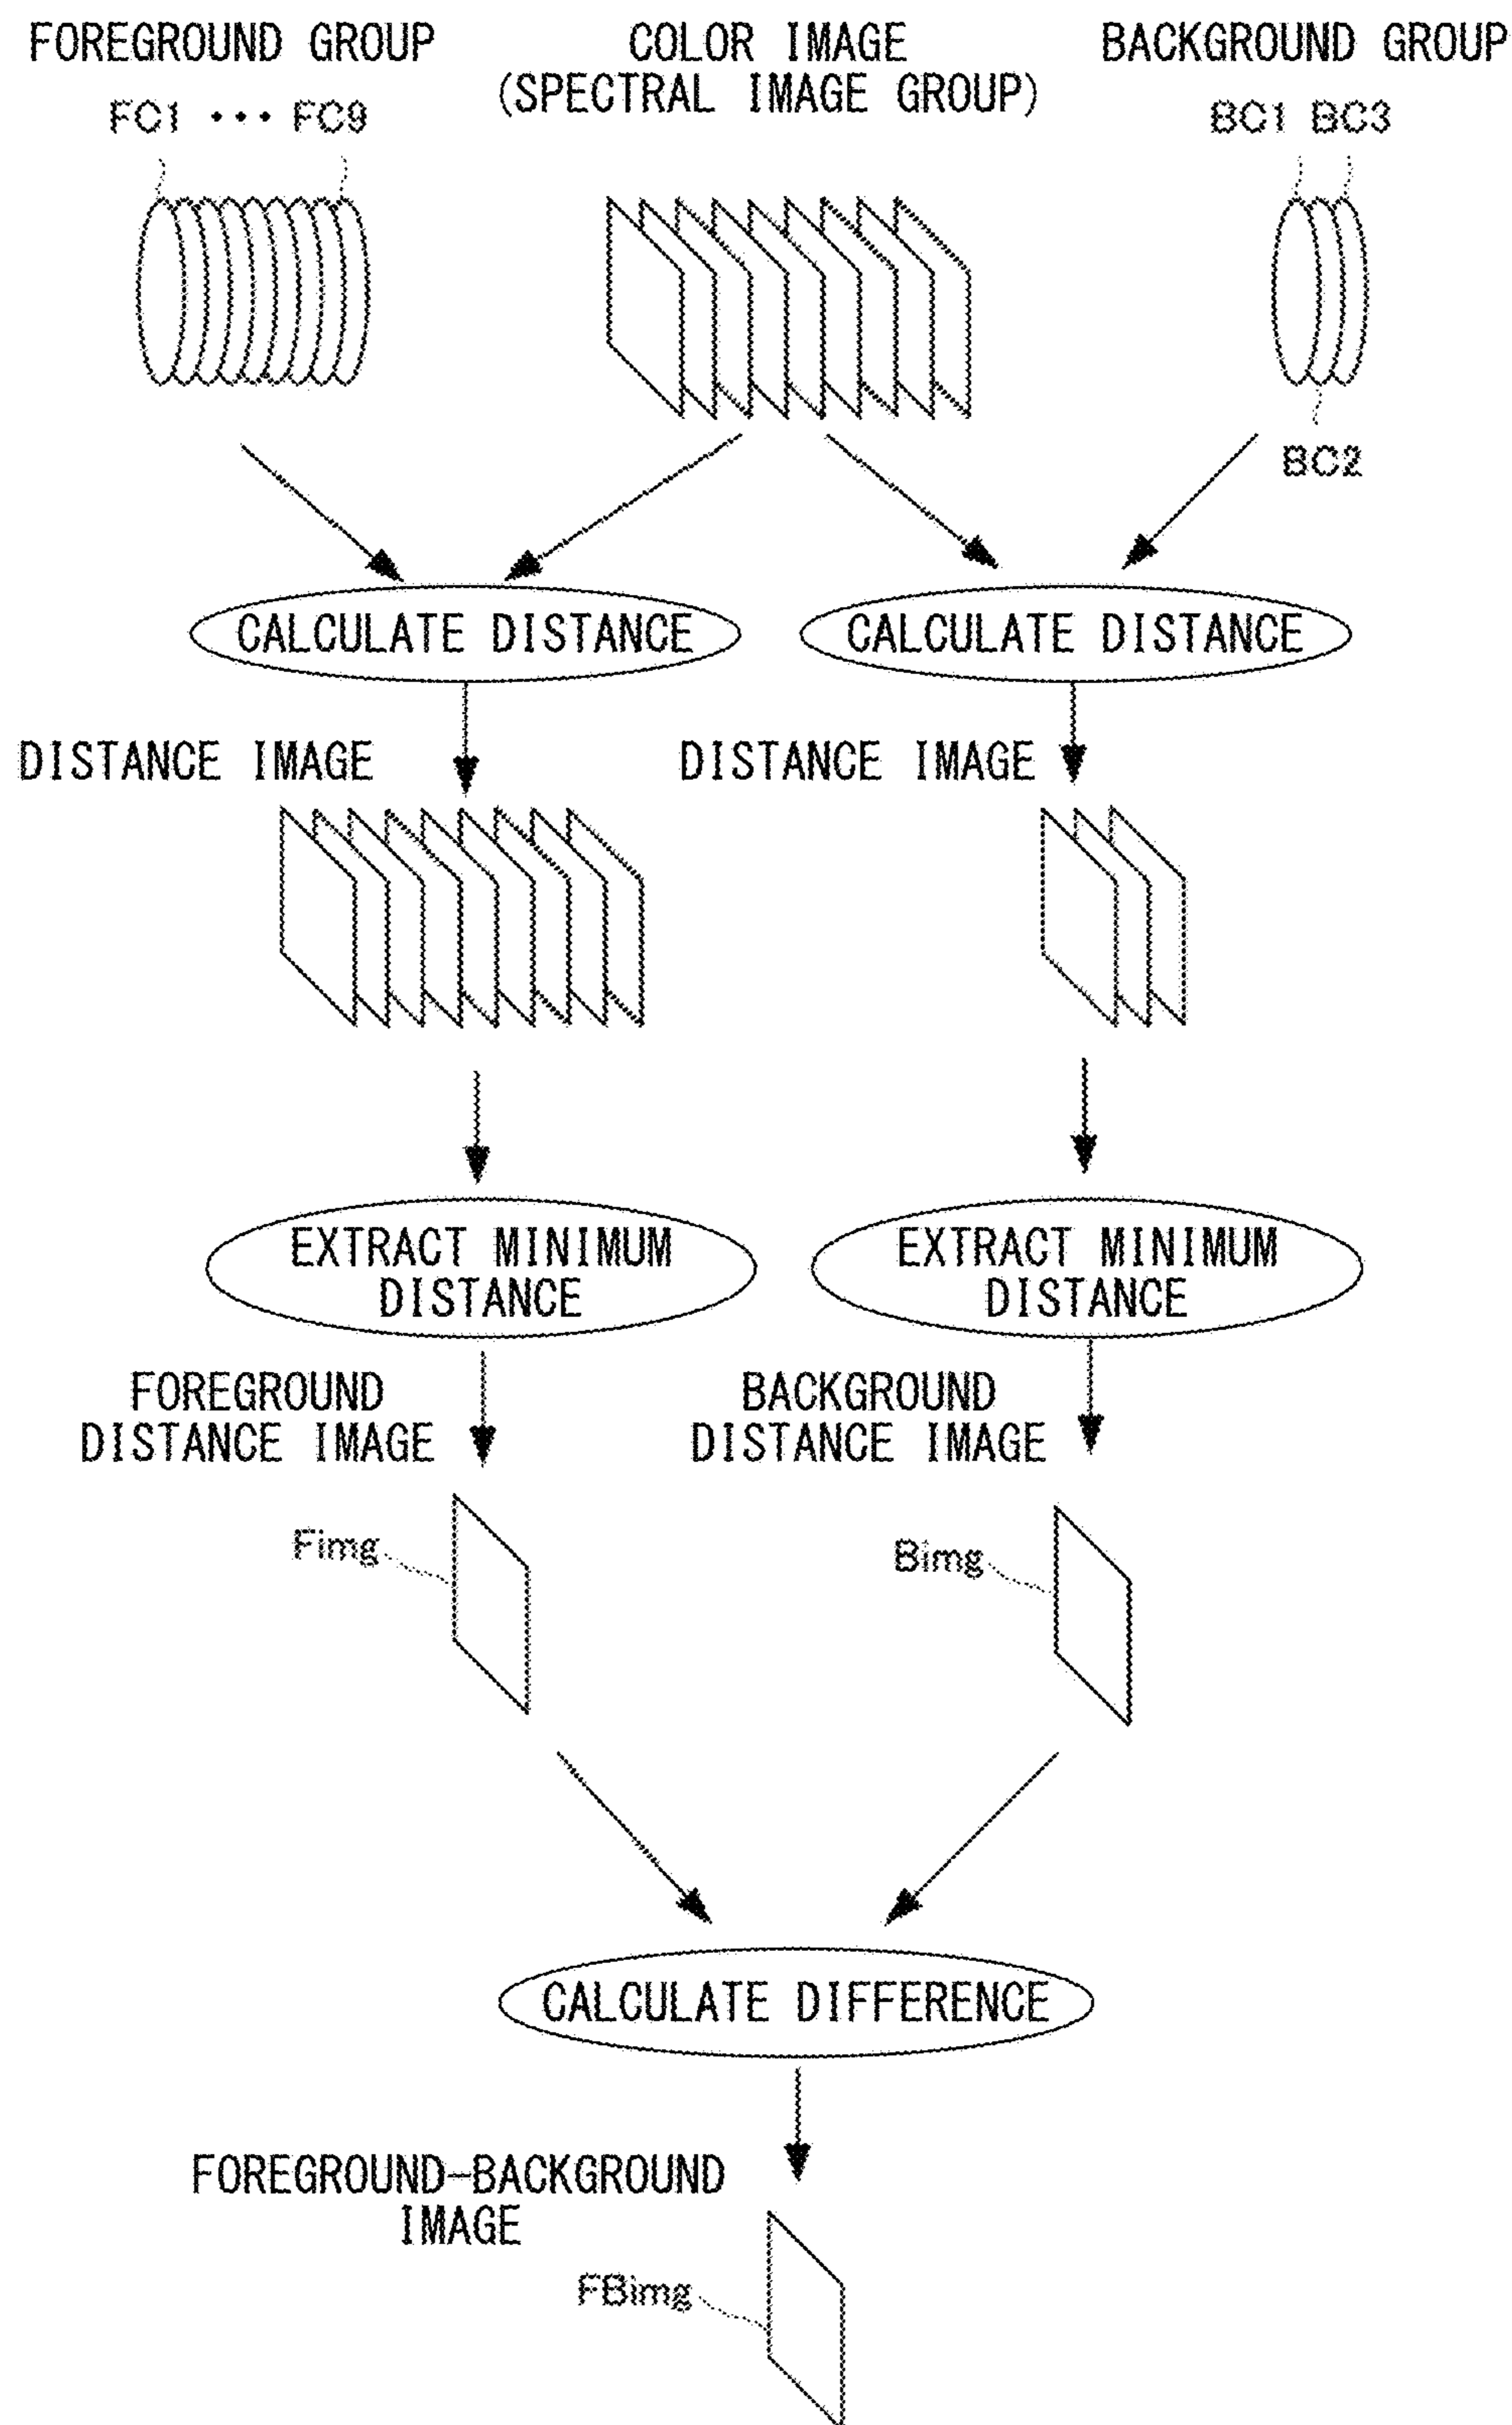 FOREGROUND GROUP
COLOR IMAGE
(SPECTRAL IMAGE GROUP)
BACKGROUND GROUP
FC1 ··· FC9
BC1 BC3
BC2
CALCULATE DISTANCE
CALCULATE DISTANCE
DISTANCE IMAGE
DISTANCE IMAGE
EXTRACT MINIMUM
DISTANCE
EXTRACT MINIMUM
DISTANCE
FOREGROUND
DISTANCE IMAGE
BACKGROUND
DISTANCE IMAGE
Fimg
Bimg
CALCULATE DIFFERENCE
FOREGROUND-BACKGROUND
IMAGE
FBimg